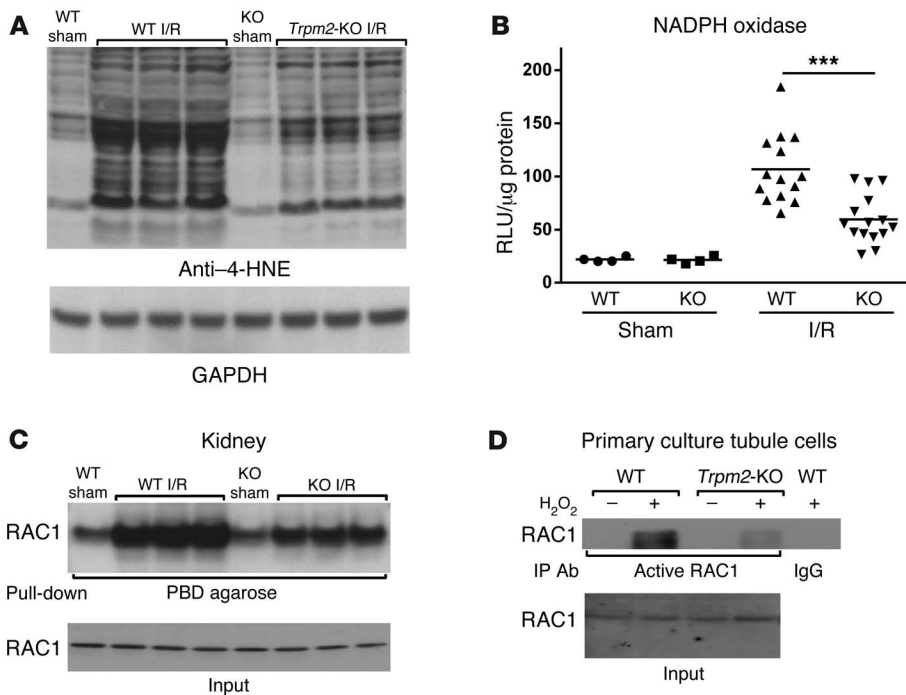 A
WT sham
WT I/R
KO sham
Trpm2-KO I/R
Anti–4-HNE
GAPDH
B
NADPH oxidase
***
RLU/µg protein
200
150
100
50
0
WT KO WT KO
Sham I/R
C
Kidney
WT sham
WT I/R
KO sham
KO I/R
RAC1
Pull-down PBD agarose
RAC1
Input
D
Primary culture tubule cells
WT Trpm2-KO WT
H₂O₂ – + – + +
RAC1
IP Ab Active RAC1 IgG
RAC1
Input